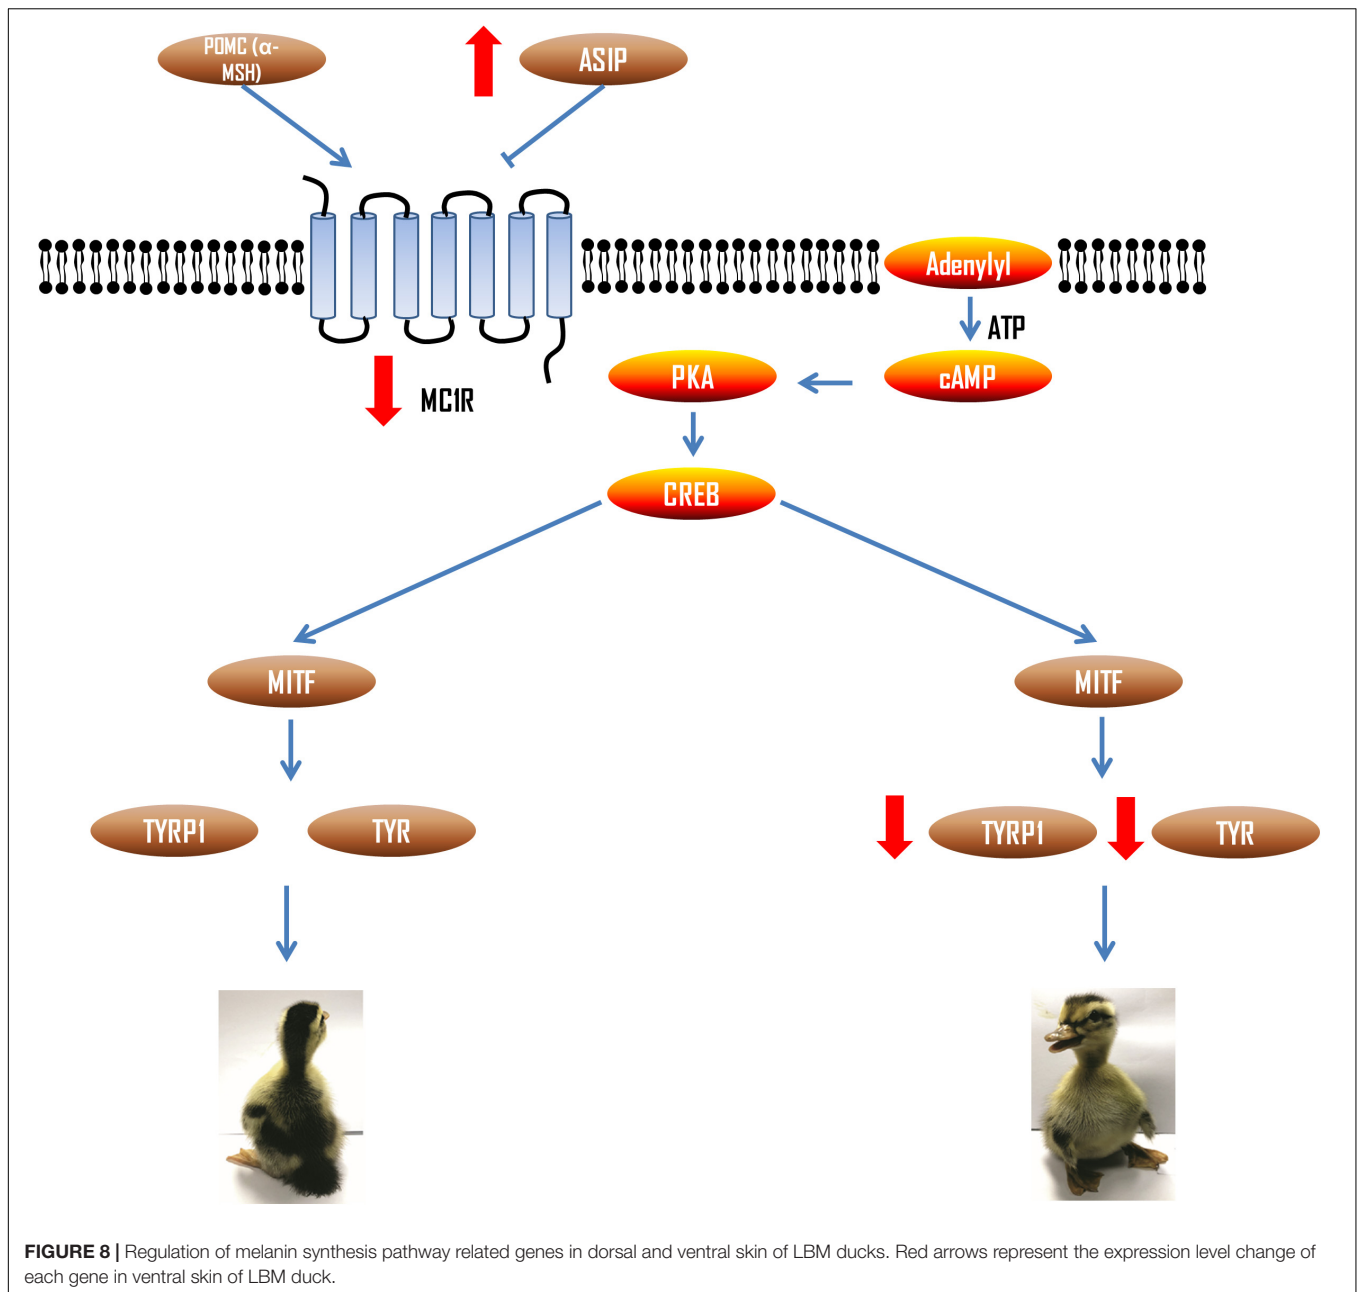 POMC (α-
MSH)
ASIP
Adenylyl
ATP
PKA
cAMP
MC1R
CREB
MITF
MITF
TYRP1
TYR
TYRP1
TYR
FIGURE 8 | Regulation of melanin synthesis pathway related genes in dorsal and ventral skin of LBM ducks. Red arrows represent the expression level change of
each gene in ventral skin of LBM duck.